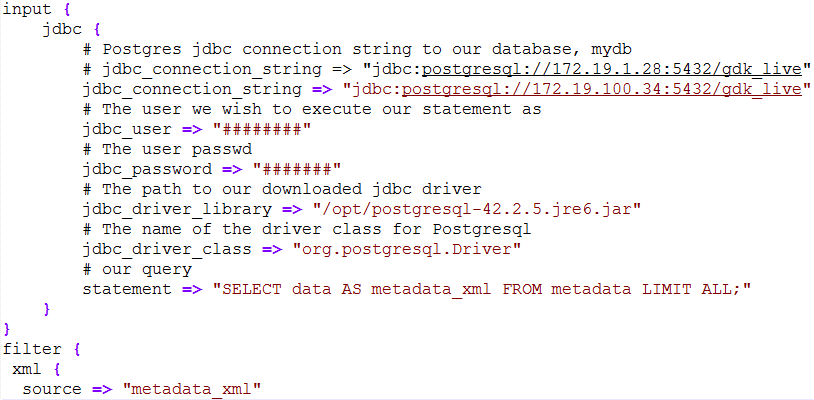 input {
jdbc {
# Postgres jdbc connection string to our database, mydb
# jdbc_connection_string => "jdbc:postgresql://172.19.1.28:5432/gdk_live"
jdbc_connection_string => "jdbc:postgresql://172.19.100.34:5432/gdk_live"
# The user we wish to execute our statement as
jdbc_user => "########"
# The user passwd
jdbc_password => "#######"
# The path to our downloaded jdbc driver
jdbc_driver_library => "/opt/postgresql-42.2.5.jre6.jar"
# The name of the driver class for Postgresql
jdbc_driver_class => "org.postgresql.Driver"
# our query
statement => "SELECT data AS metadata_xml FROM metadata LIMIT ALL;"
}
}
filter {
xml {
source => "metadata_xml"